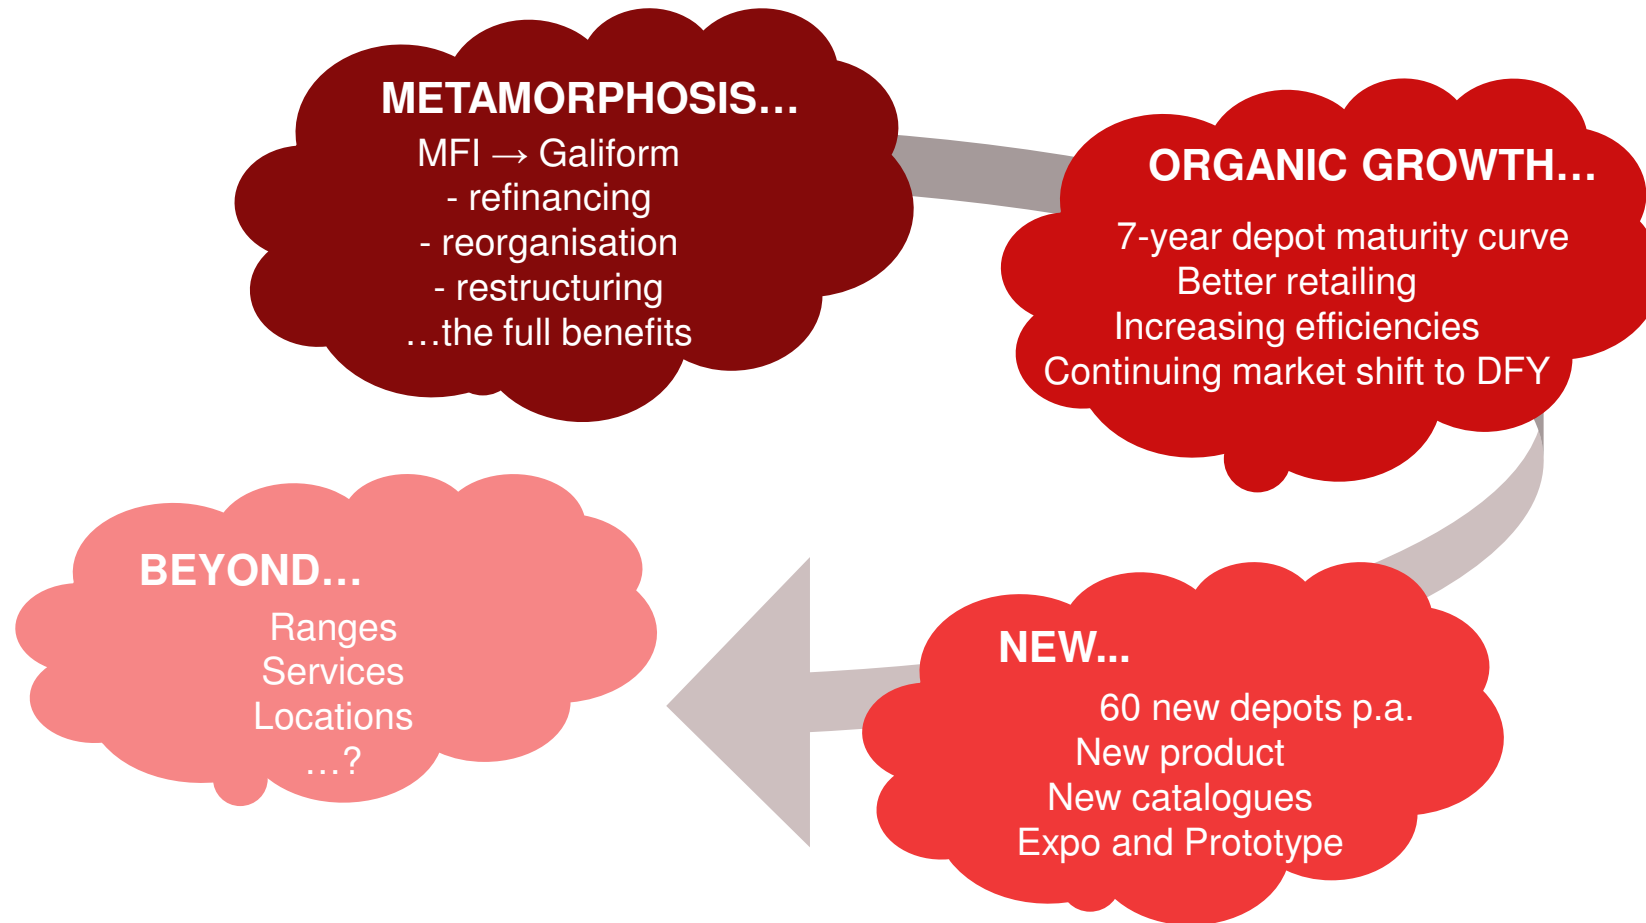 METAMORPHOSIS…
MFI → Galiform
- refinancing
- reorganisation
- restructuring
…the full benefits
ORGANIC GROWTH…
7-year depot maturity curve
Better retailing
Increasing efficiencies
Continuing market shift to DFY
NEW...
60 new depots p.a.
New product
New catalogues
Expo and Prototype
BEYOND…
Ranges
Services
Locations
…?